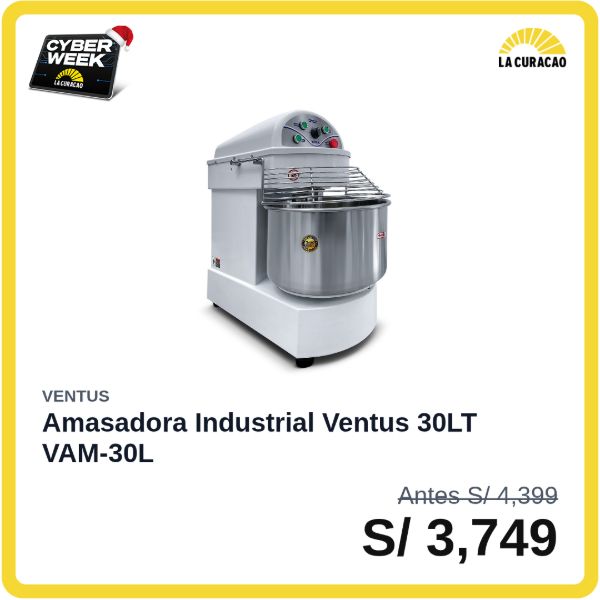 CYBER
WEEK
LA CURACAO
LA CURACAO
VENTUS
Amasadora Industrial Ventus 30LT
VAM-30L
Antes S/ 4,399
S/ 3,749